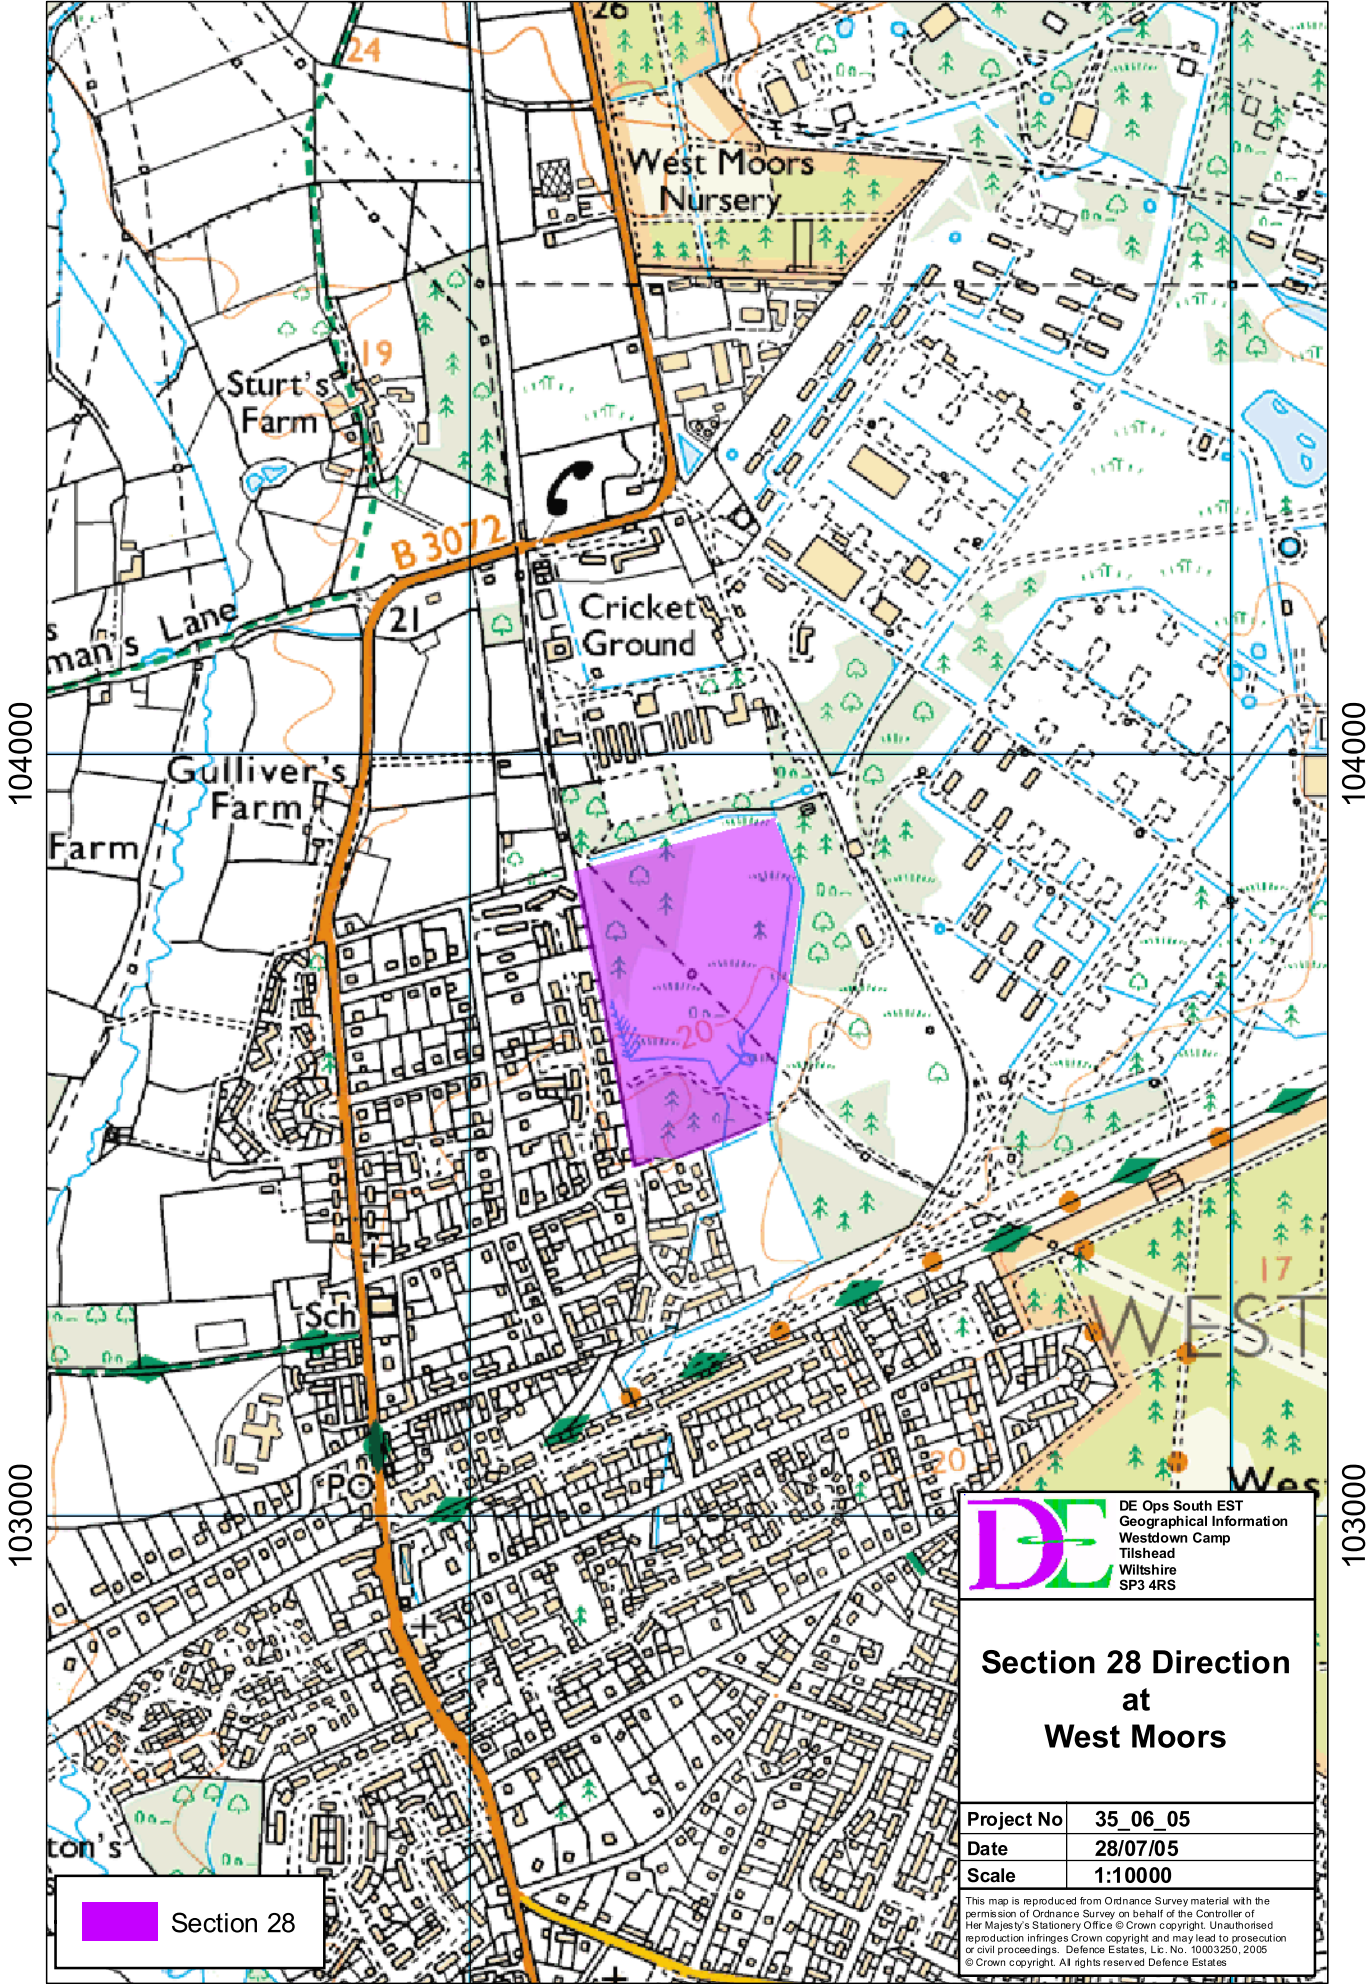 26
24
West Moors
Nursery
19
Sturt's
Farm
B 3072
Lane
man's
s
21
Cricket
Ground
104000
104000
Gulliver's
Farm
Farm
20
Sch
17
WEST
PO
20
Wes
103000
103000
ton's
s
DE
DE Ops South EST
Geographical Information
Westdown Camp
Tilshead
Wiltshire
SP3 4RS
Section 28 Direction
at
West Moors
Project No 35_06_05
Date 28/07/05
Scale 1:10000
This map is reproduced from Ordnance Survey material with the
permission of Ordnance Survey on behalf of the Controller of
Her Majesty's Stationery Office © Crown copyright. Unauthorised
reproduction infringes Crown copyright and may lead to prosecution
or civil proceedings. Defence Estates, Lic. No. 10003250, 2005
© Crown copyright. All rights reserved Defence Estates
Section 28